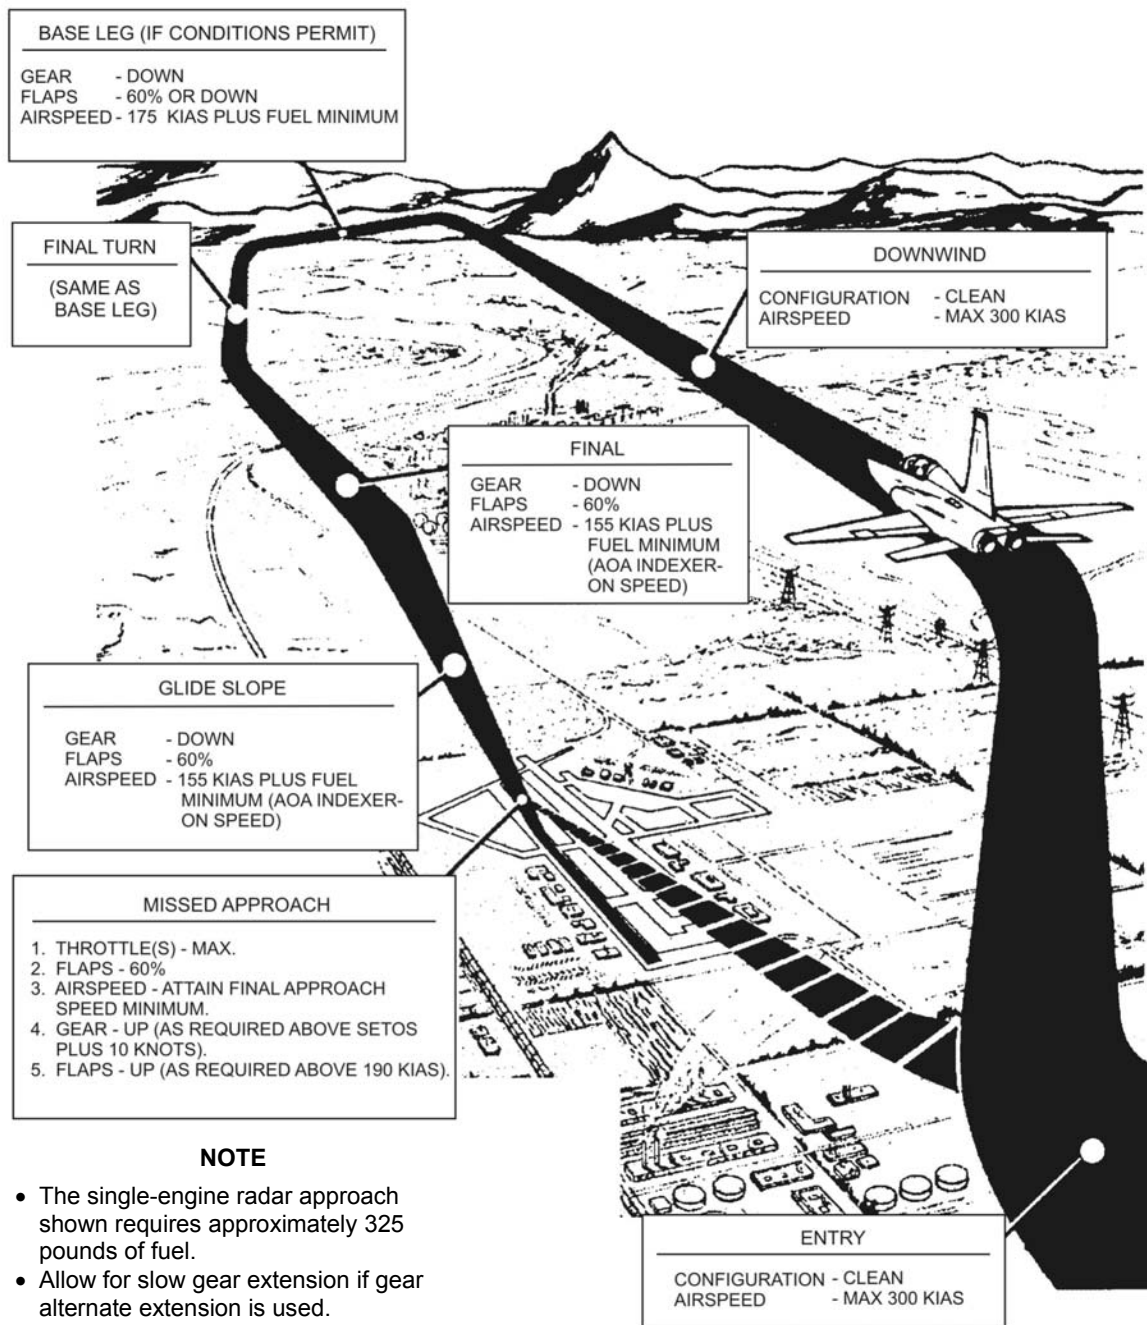 BASE LEG (IF CONDITIONS PERMIT)
GEAR - DOWN
FLAPS - 60% OR DOWN
AIRSPEED - 175 KIAS PLUS FUEL MINIMUM
FINAL TURN
(SAME AS
BASE LEG)
DOWNWIND
CONFIGURATION - CLEAN
AIRSPEED - MAX 300 KIAS
FINAL
GEAR - DOWN
FLAPS - 60%
AIRSPEED - 155 KIAS PLUS
FUEL MINIMUM
(AOA INDEXER-
ON SPEED)
GLIDE SLOPE
GEAR - DOWN
FLAPS - 60%
AIRSPEED - 155 KIAS PLUS FUEL
MINIMUM (AOA INDEXER-
ON SPEED)
MISSED APPROACH
1. THROTTLE(S) - MAX.
2. FLAPS - 60%
3. AIRSPEED - ATTAIN FINAL APPROACH
SPEED MINIMUM.
4. GEAR - UP (AS REQUIRED ABOVE SETOS
PLUS 10 KNOTS).
5. FLAPS - UP (AS REQUIRED ABOVE 190 KIAS).
NOTE
• The single-engine radar approach
shown requires approximately 325
pounds of fuel.
• Allow for slow gear extension if gear
alternate extension is used.
ENTRY
CONFIGURATION - CLEAN
AIRSPEED - MAX 300 KIAS